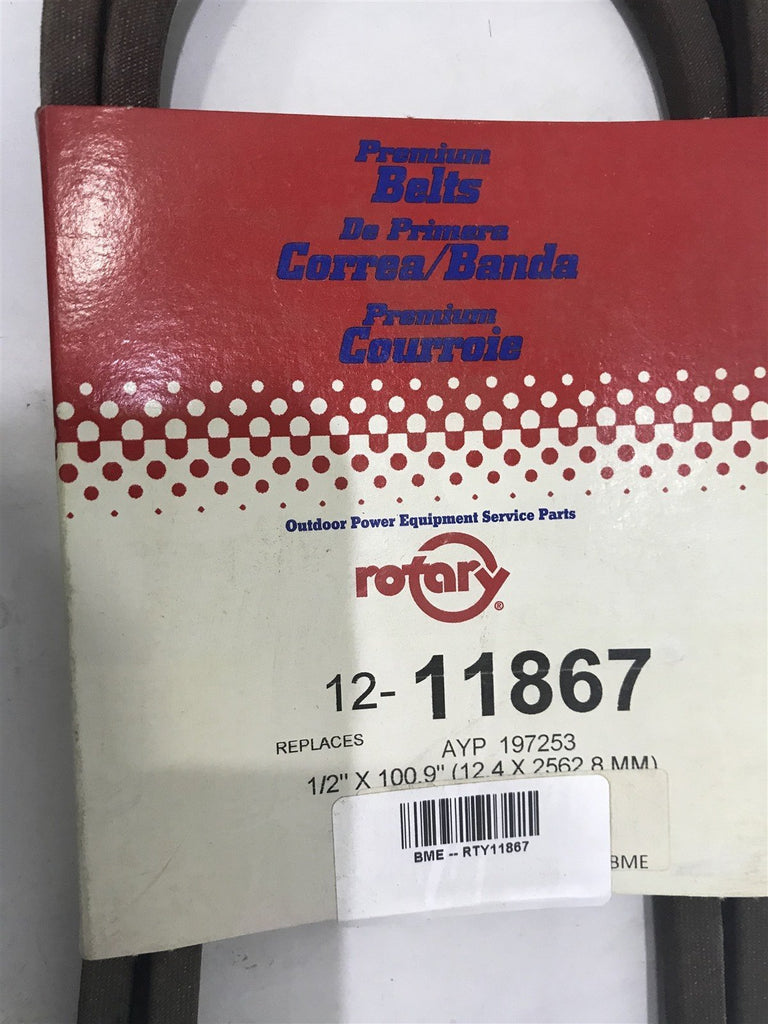 Premium
Belts
De Primera
Correa/Banda
Premium
Courroie
Outdoor Power Equipment Service Parts
rotary®
12-11867
REPLACES AYP 197253
1/2" X 100.9" (12.4 X 2562.8 MM)
BME -- RTY11867
BME